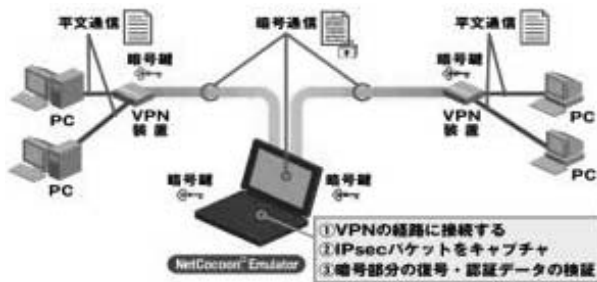 平文通信
暗号通信
平文通信
暗号鍵
暗号鍵
PC
VPN
装置
VPN
装置
PC
PC
PC
暗号鍵
暗号鍵
NetCocoon Emulator
①VPNの経路に接続する
②IPsecパケットをキャプチャ
③暗号部分の復号・認証データの検証